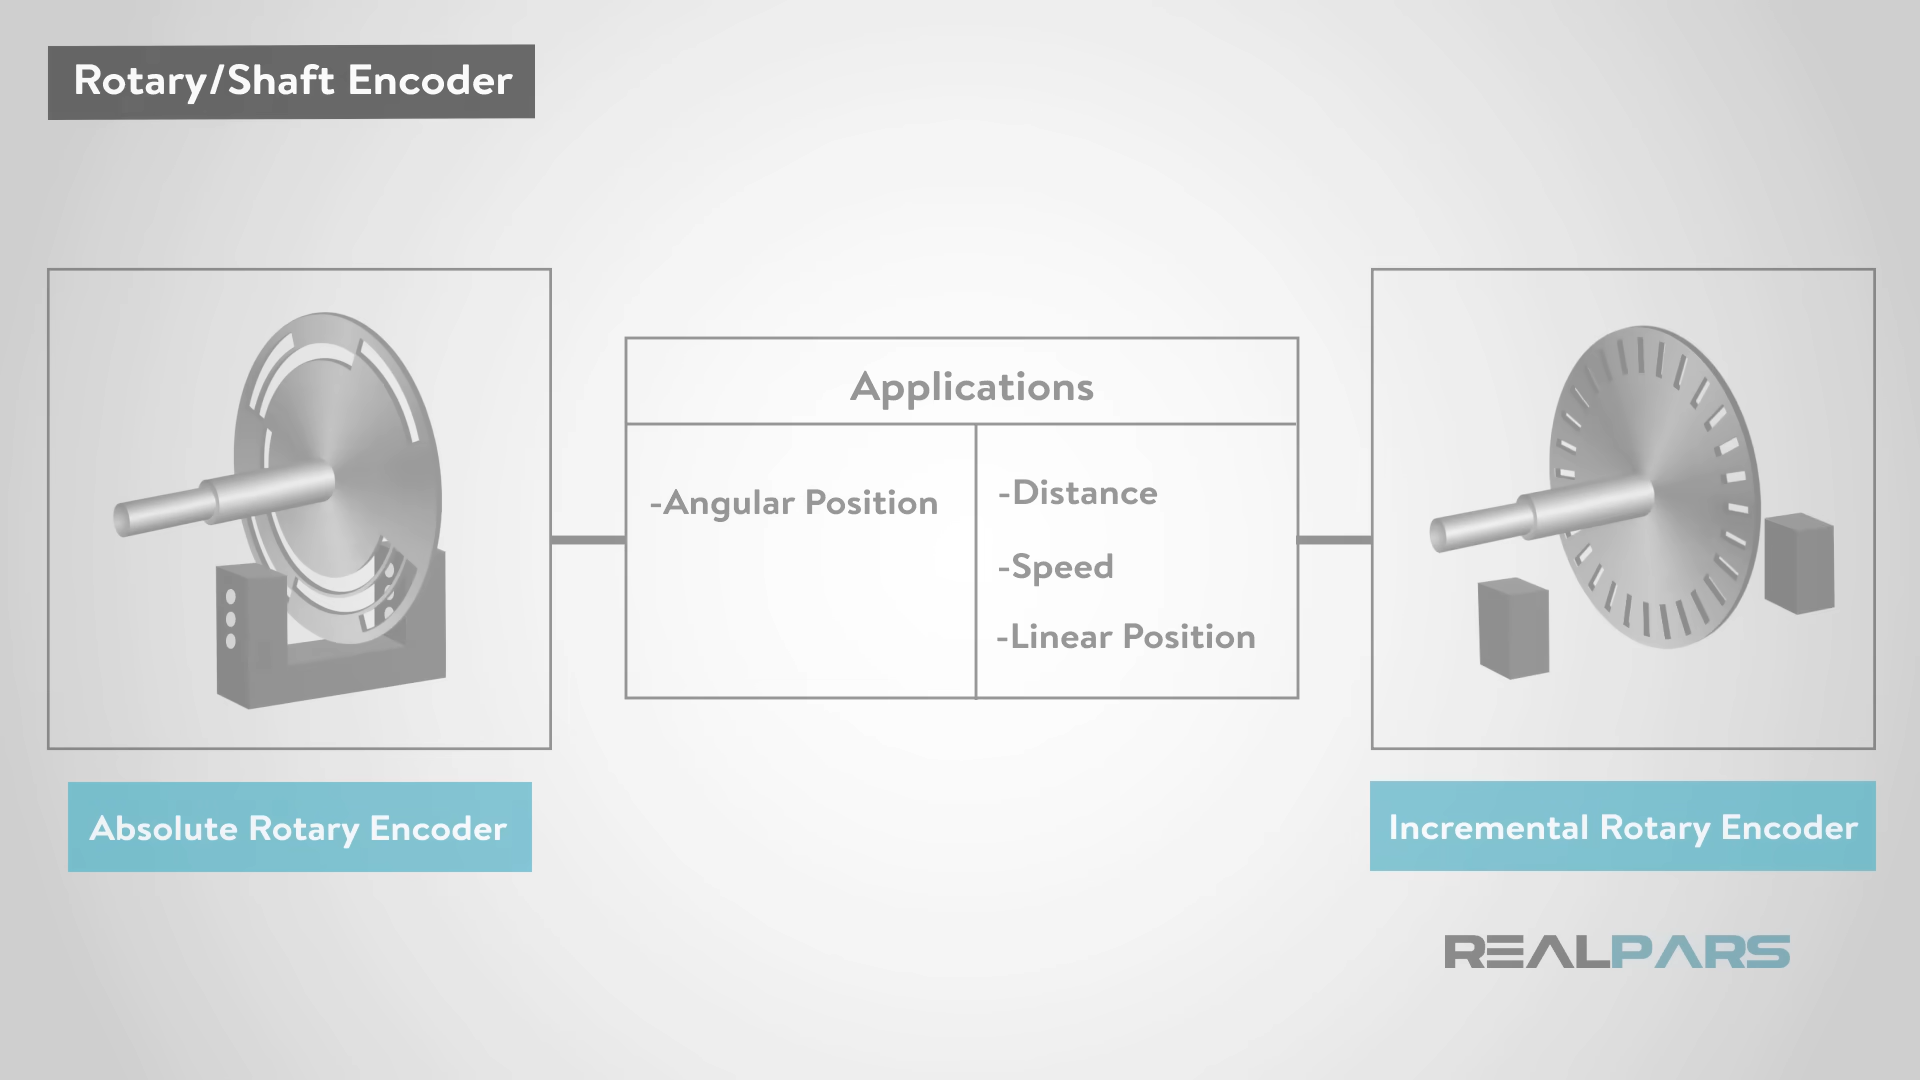 Rotary/Shaft Encoder
Applications
-Angular Position
-Distance
-Speed
-Linear Position
Absolute Rotary Encoder
Incremental Rotary Encoder
REALPARS